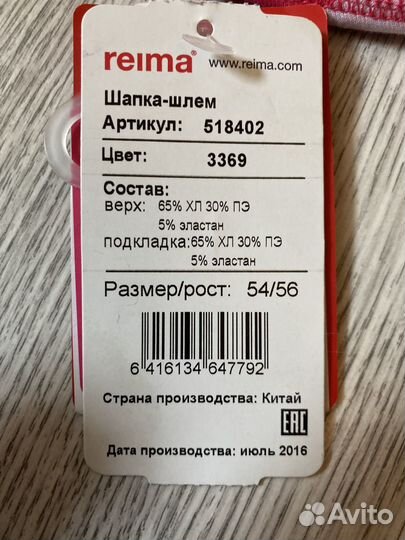 reima® www.reima.com
Шапка-шлем
Артикул: 518402
Цвет: 3369
Состав:
верх: 65% ХЛ 30% ПЭ
5% эластан
подкладка:65% ХЛ 30% ПЭ
5% эластан
Размер/рост: 54/56
6 416134 647792
Страна производства: Китай
EAC
Дата производства: июль 2016
Avito